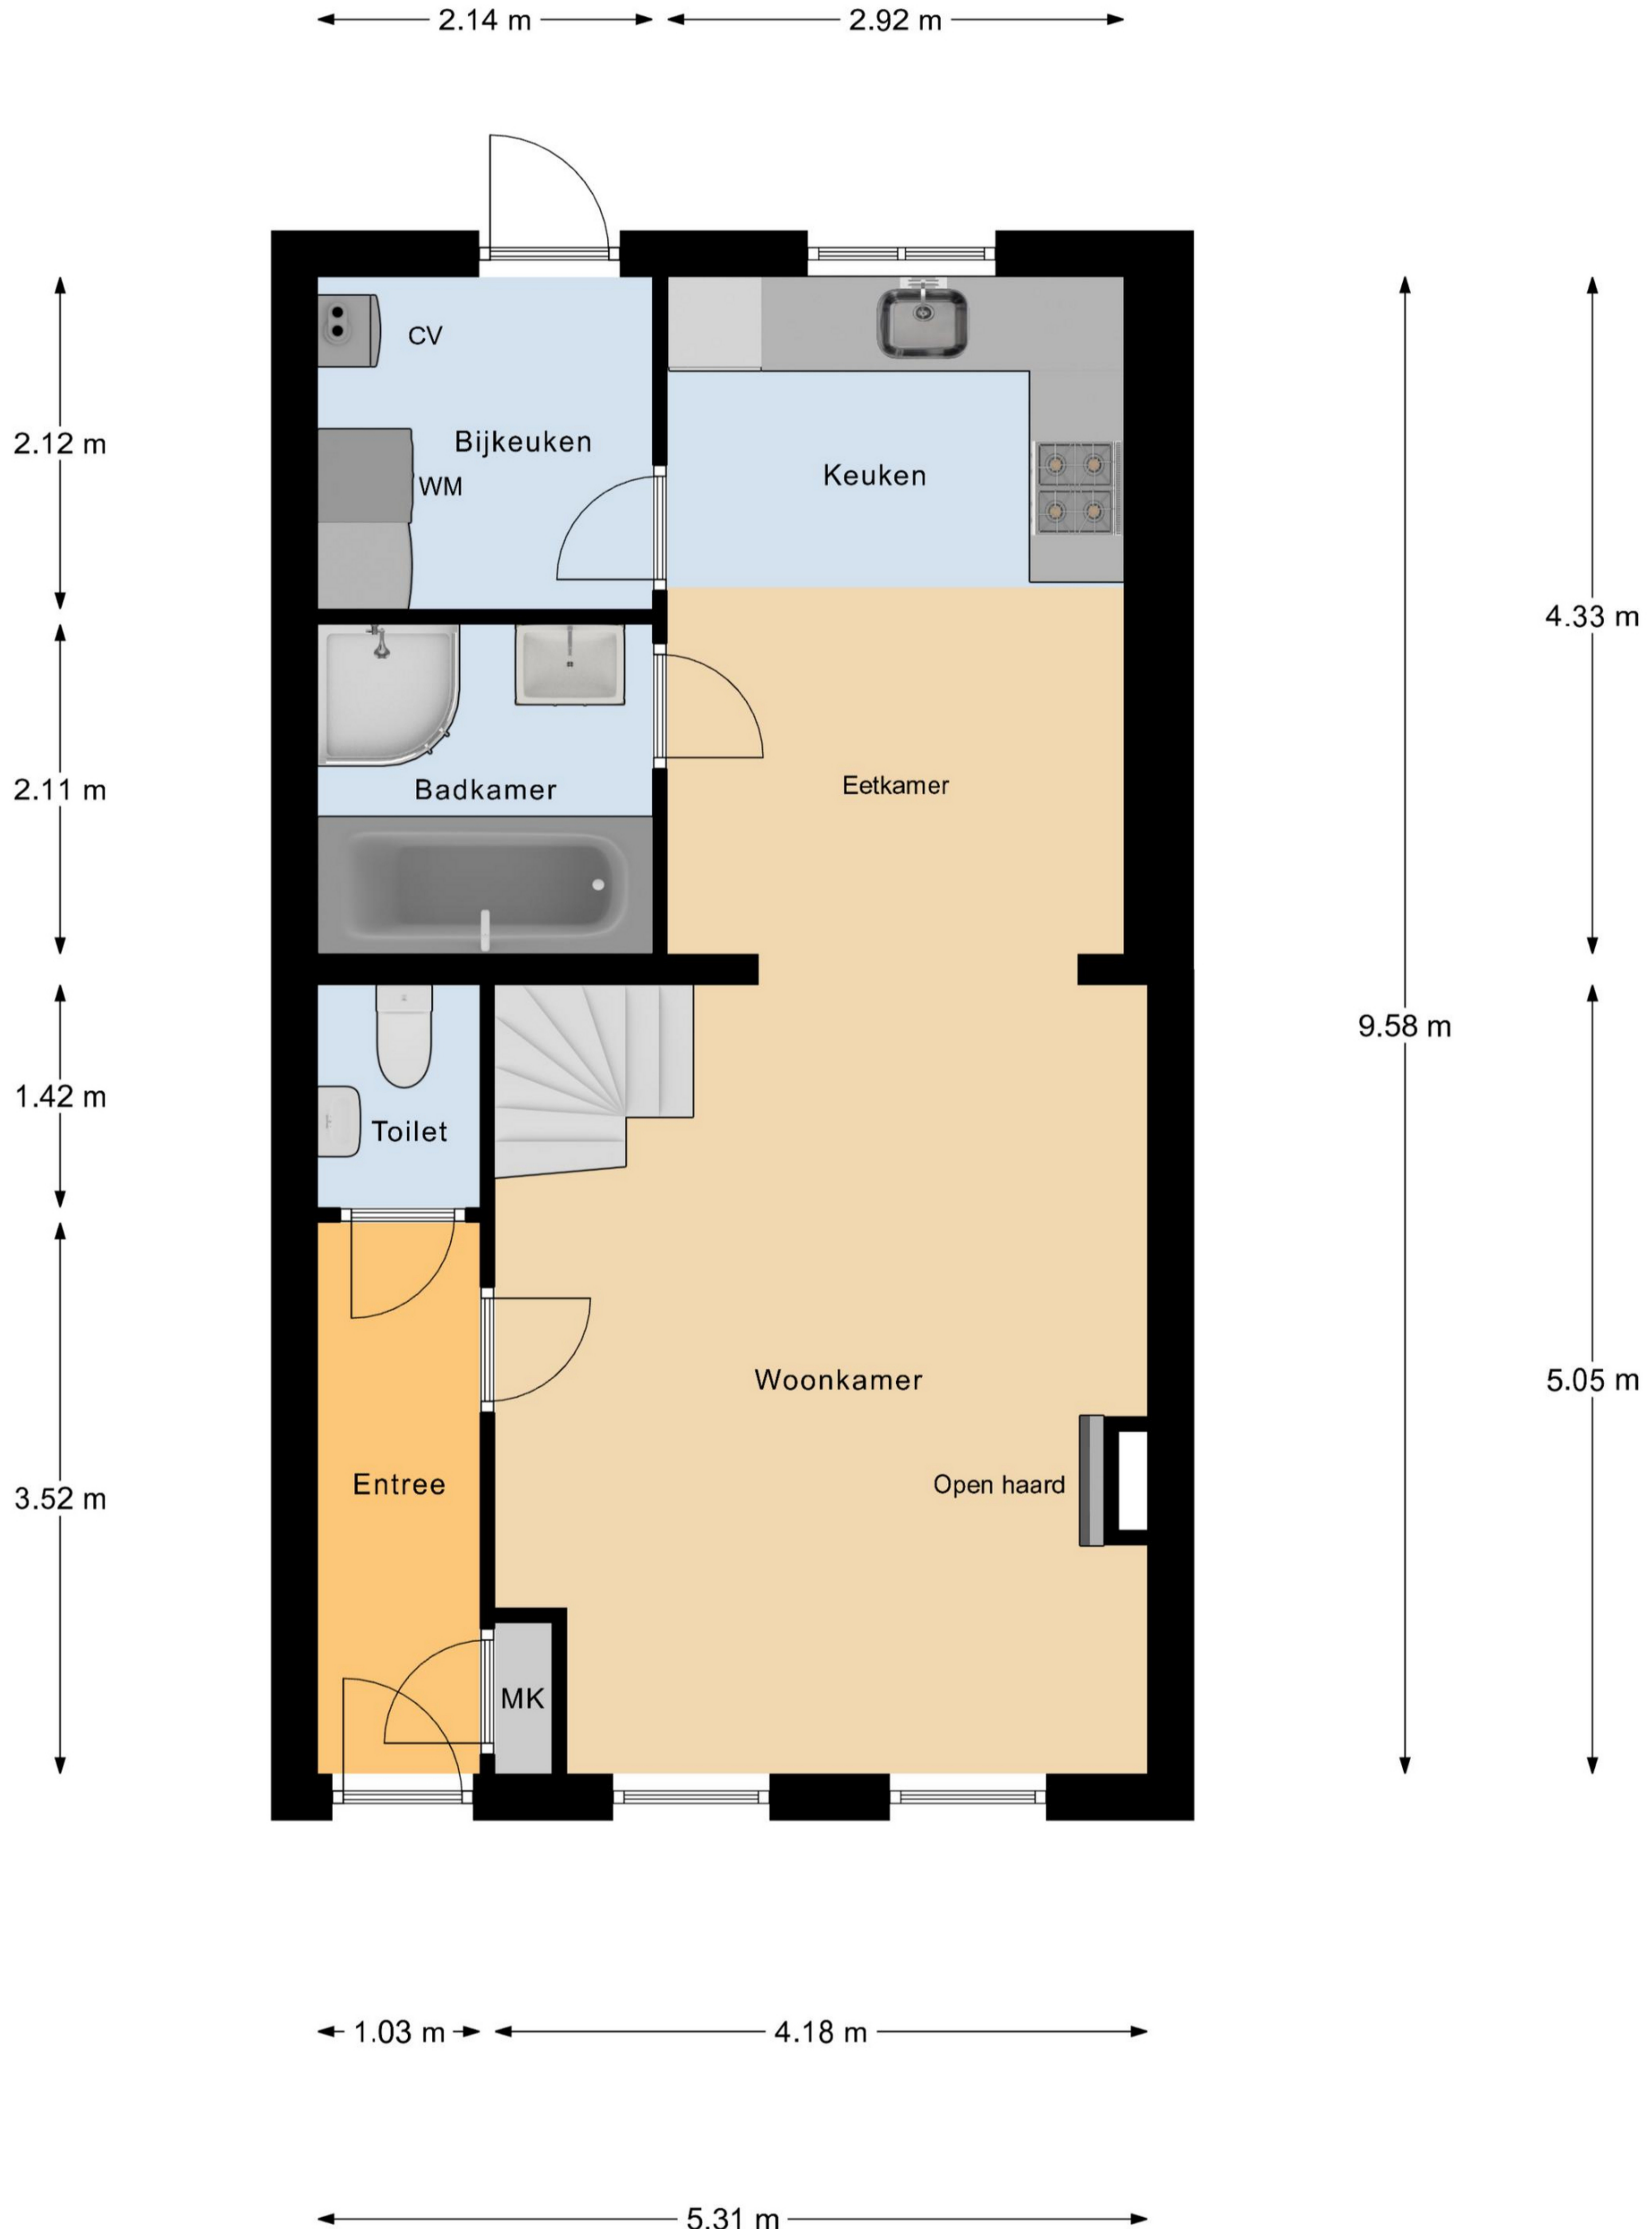 2.14 m
2.92 m
CV
2.12 m
Bijkeuken
Keuken
WM
4.33 m
2.11 m
Badkamer
Eetkamer
9.58 m
1.42 m
Toilet
Woonkamer
5.05 m
Entree
Open haard
3.52 m
MK
1.03 m
4.18 m
5.31 m